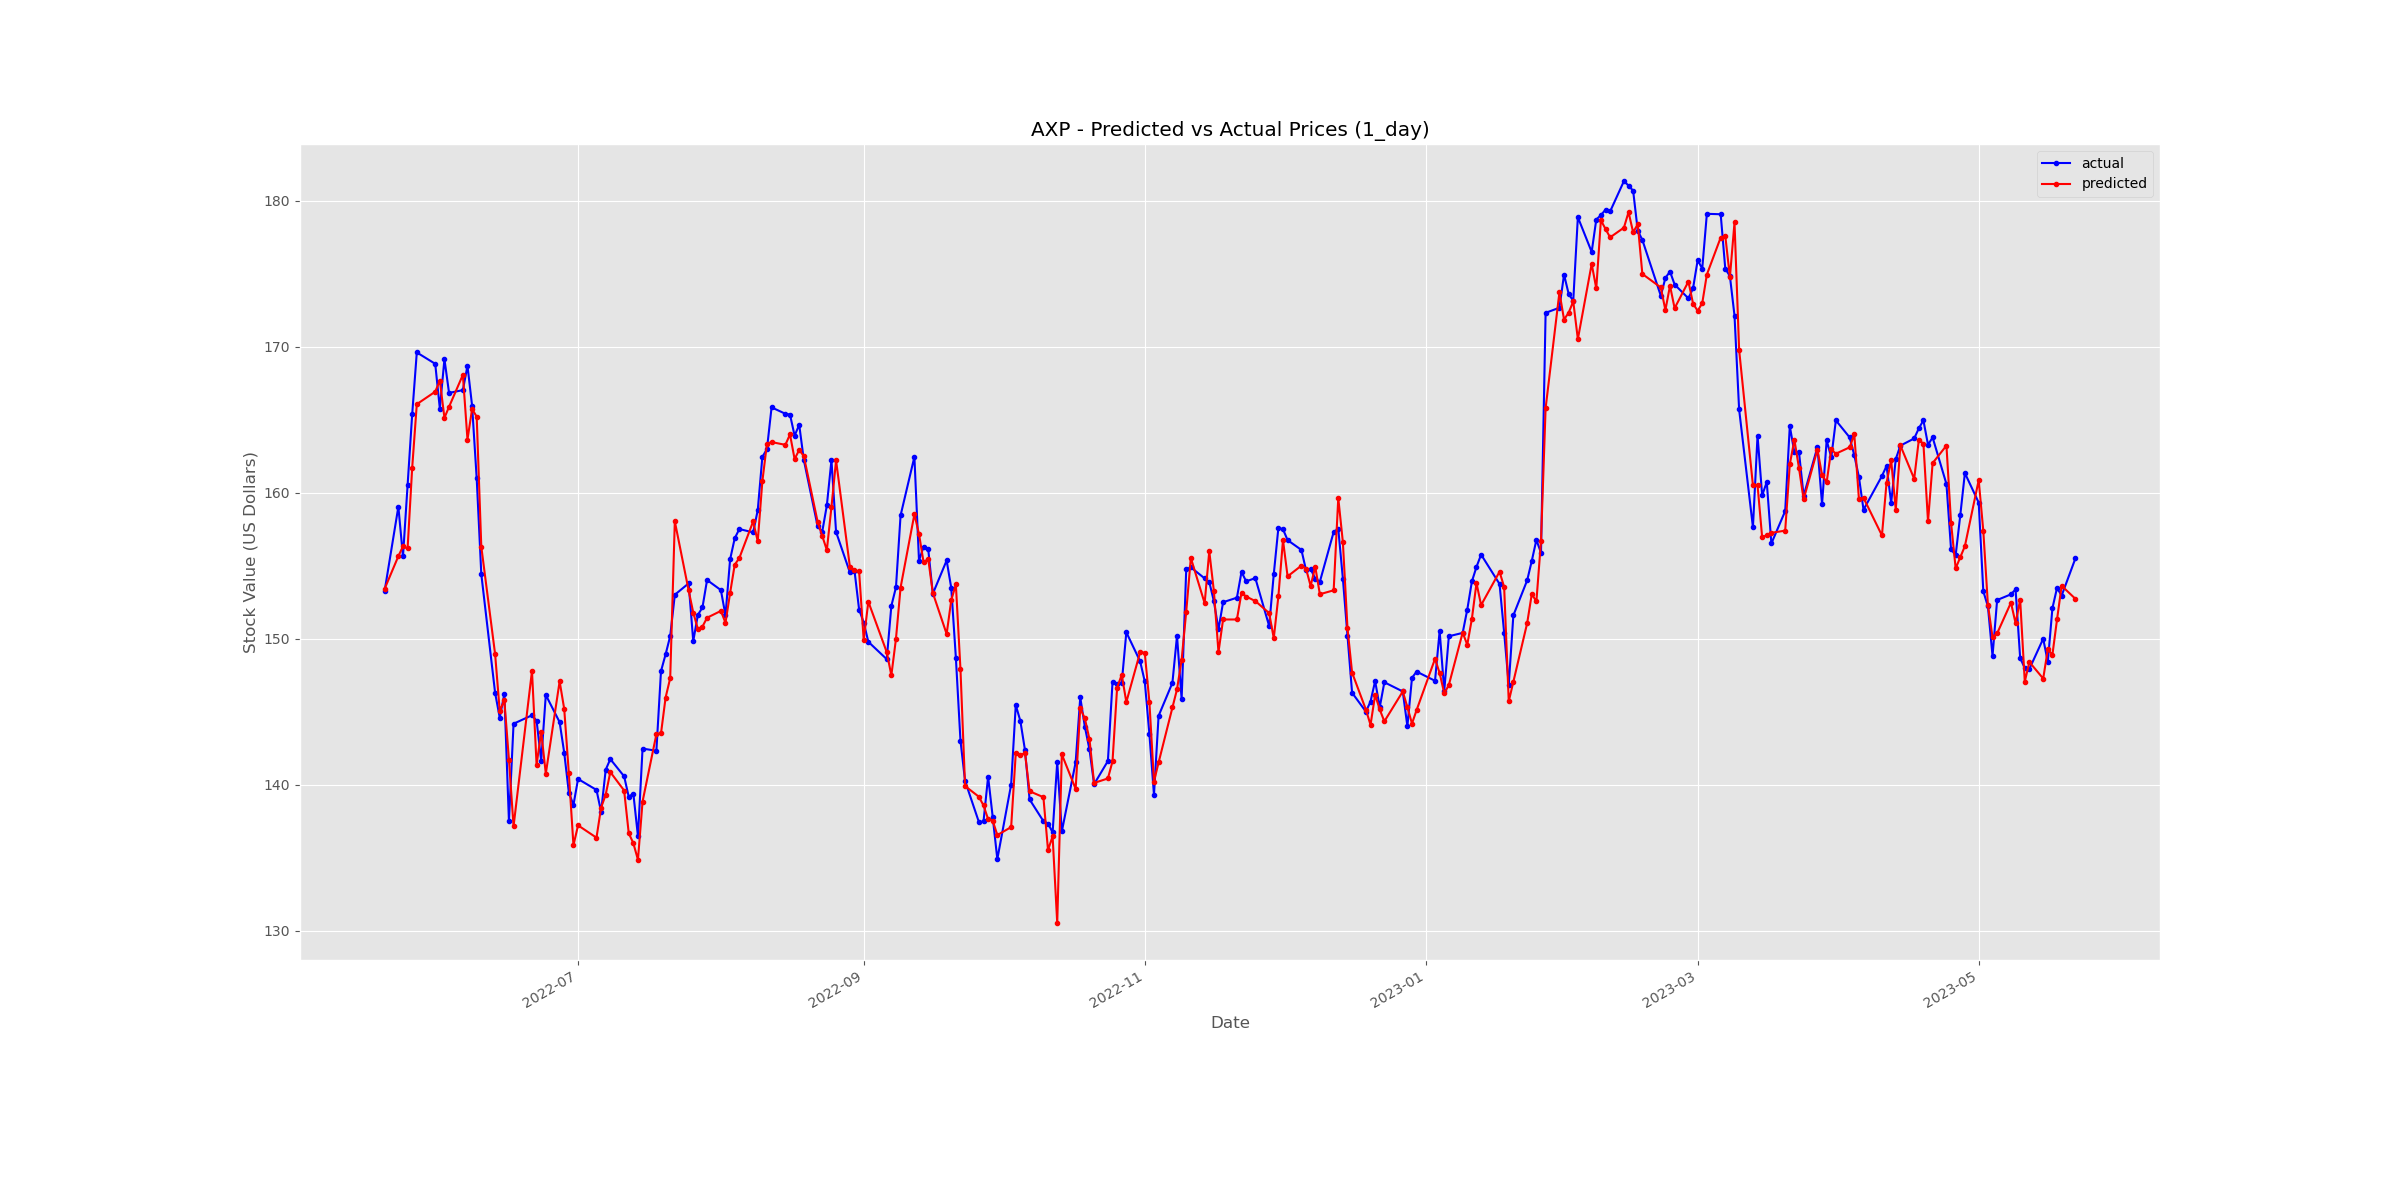 AXP - Predicted vs Actual Prices (1_day)
actual
predicted
Stock Value (US Dollars)
180
170
160
150
140
130
2022-07
2022-09
2022-11
2023-01
2023-03
2023-05
Date